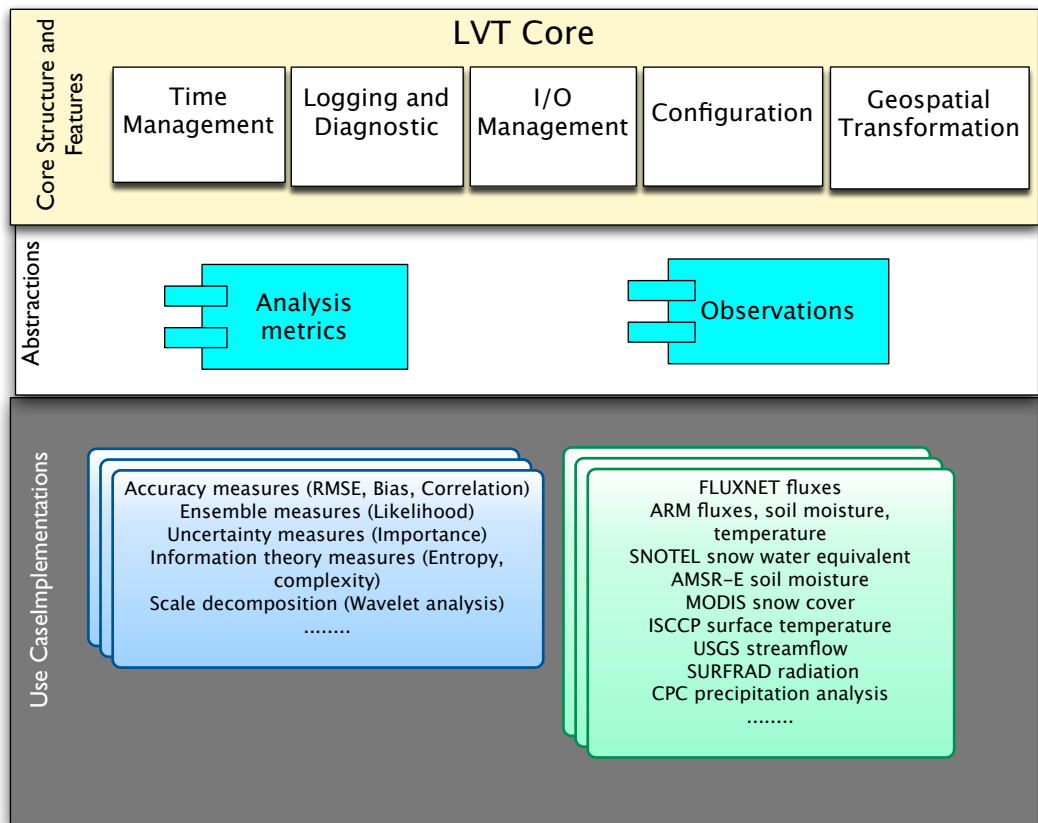 LVT Core
Core Structure and
Features
Time
Management
Logging and
Diagnostic
I/O
Management
Configuration
Geospatial
Transformation
Abstractions
Analysis
metrics
Observations
Use CaseImplementations
Accuracy measures (RMSE, Bias, Correlation)
Ensemble measures (Likelihood)
Uncertainty measures (Importance)
Information theory measures (Entropy,
complexity)
Scale decomposition (Wavelet analysis)
........
FLUXNET fluxes
ARM fluxes, soil moisture,
temperature
SNOTEL snow water equivalent
AMSR-E soil moisture
MODIS snow cover
ISCCP surface temperature
USGS streamflow
SURFRAD radiation
CPC precipitation analysis
........